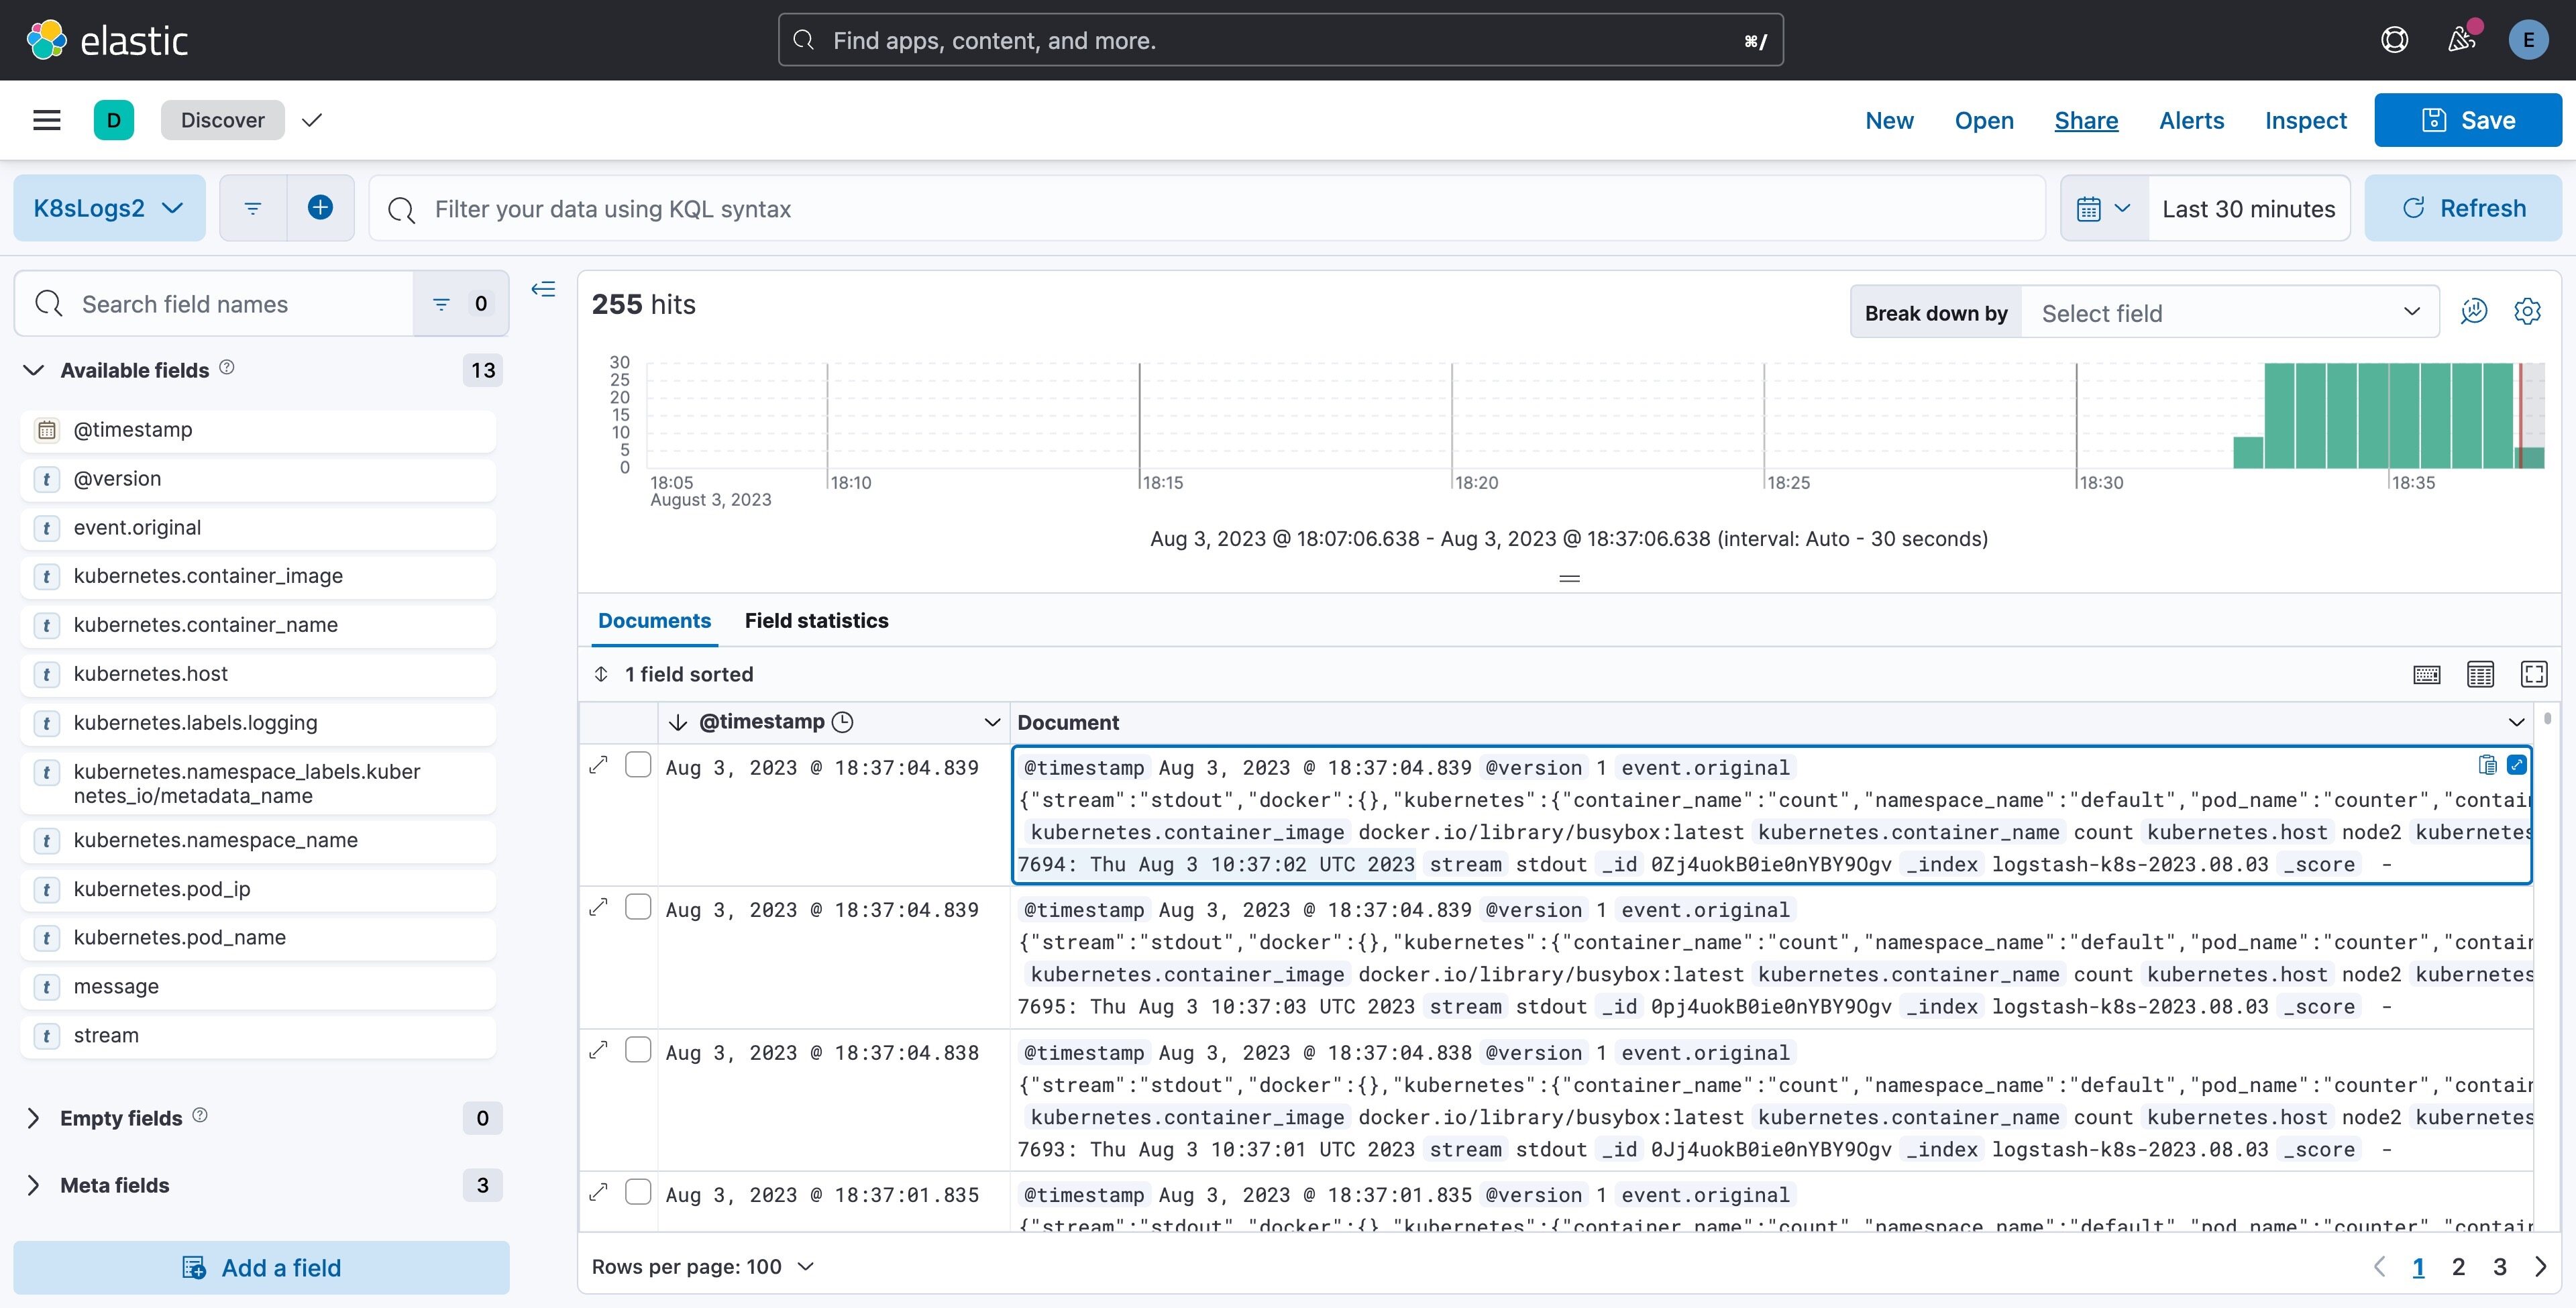 elastic
Find apps, content, and more.
⌘/
E
D
Discover
New
Open
Share
Alerts
Inspect
Save
K8sLogs2
Filter your data using KQL syntax
Last 30 minutes
Refresh
Search field names
0
Available fields
13
@timestamp
t @version
t event.original
t kubernetes.container_image
t kubernetes.container_name
t kubernetes.host
t kubernetes.labels.logging
t kubernetes.namespace_labels.kuber
netes_io/metadata_name
t kubernetes.namespace_name
t kubernetes.pod_ip
t kubernetes.pod_name
t message
t stream
Empty fields
0
Meta fields
3
Add a field
255 hits
Break down by
Select field
30
25
20
15
10
5
0
18:05
18:10
18:15
18:20
18:25
18:30
18:35
August 3, 2023
Aug 3, 2023 @ 18:07:06.638 - Aug 3, 2023 @ 18:37:06.638 (interval: Auto - 30 seconds)
Documents
Field statistics
1 field sorted
@timestamp
Document
Aug 3, 2023 @ 18:37:04.839
@timestamp Aug 3, 2023 @ 18:37:04.839 @version 1 event.original
{"stream":"stdout","docker":{},"kubernetes":{"container_name":"count","namespace_name":"default","pod_name":"counter","contain
kubernetes.container_image docker.io/library/busybox:latest kubernetes.container_name count kubernetes.host node2 kubernetes
7694: Thu Aug 3 10:37:02 UTC 2023 stream stdout _id 0Zj4uokB0ie0nYBY9Ogv _index logstash-k8s-2023.08.03 _score -
Aug 3, 2023 @ 18:37:04.839
@timestamp Aug 3, 2023 @ 18:37:04.839 @version 1 event.original
{"stream":"stdout","docker":{},"kubernetes":{"container_name":"count","namespace_name":"default","pod_name":"counter","contain
kubernetes.container_image docker.io/library/busybox:latest kubernetes.container_name count kubernetes.host node2 kubernetes
7695: Thu Aug 3 10:37:03 UTC 2023 stream stdout _id 0pj4uokB0ie0nYBY9Ogv _index logstash-k8s-2023.08.03 _score -
Aug 3, 2023 @ 18:37:04.838
@timestamp Aug 3, 2023 @ 18:37:04.838 @version 1 event.original
{"stream":"stdout","docker":{},"kubernetes":{"container_name":"count","namespace_name":"default","pod_name":"counter","contain
kubernetes.container_image docker.io/library/busybox:latest kubernetes.container_name count kubernetes.host node2 kubernetes
7693: Thu Aug 3 10:37:01 UTC 2023 stream stdout _id 0Jj4uokB0ie0nYBY9Ogv _index logstash-k8s-2023.08.03 _score -
Aug 3, 2023 @ 18:37:01.835
@timestamp Aug 3, 2023 @ 18:37:01.835 @version 1 event.original
{"stream":"stdout","docker":{},"kubernetes":{"container_name":"count","namespace_name":"default","pod_name":"counter","contain
Rows per page: 100
1 2 3